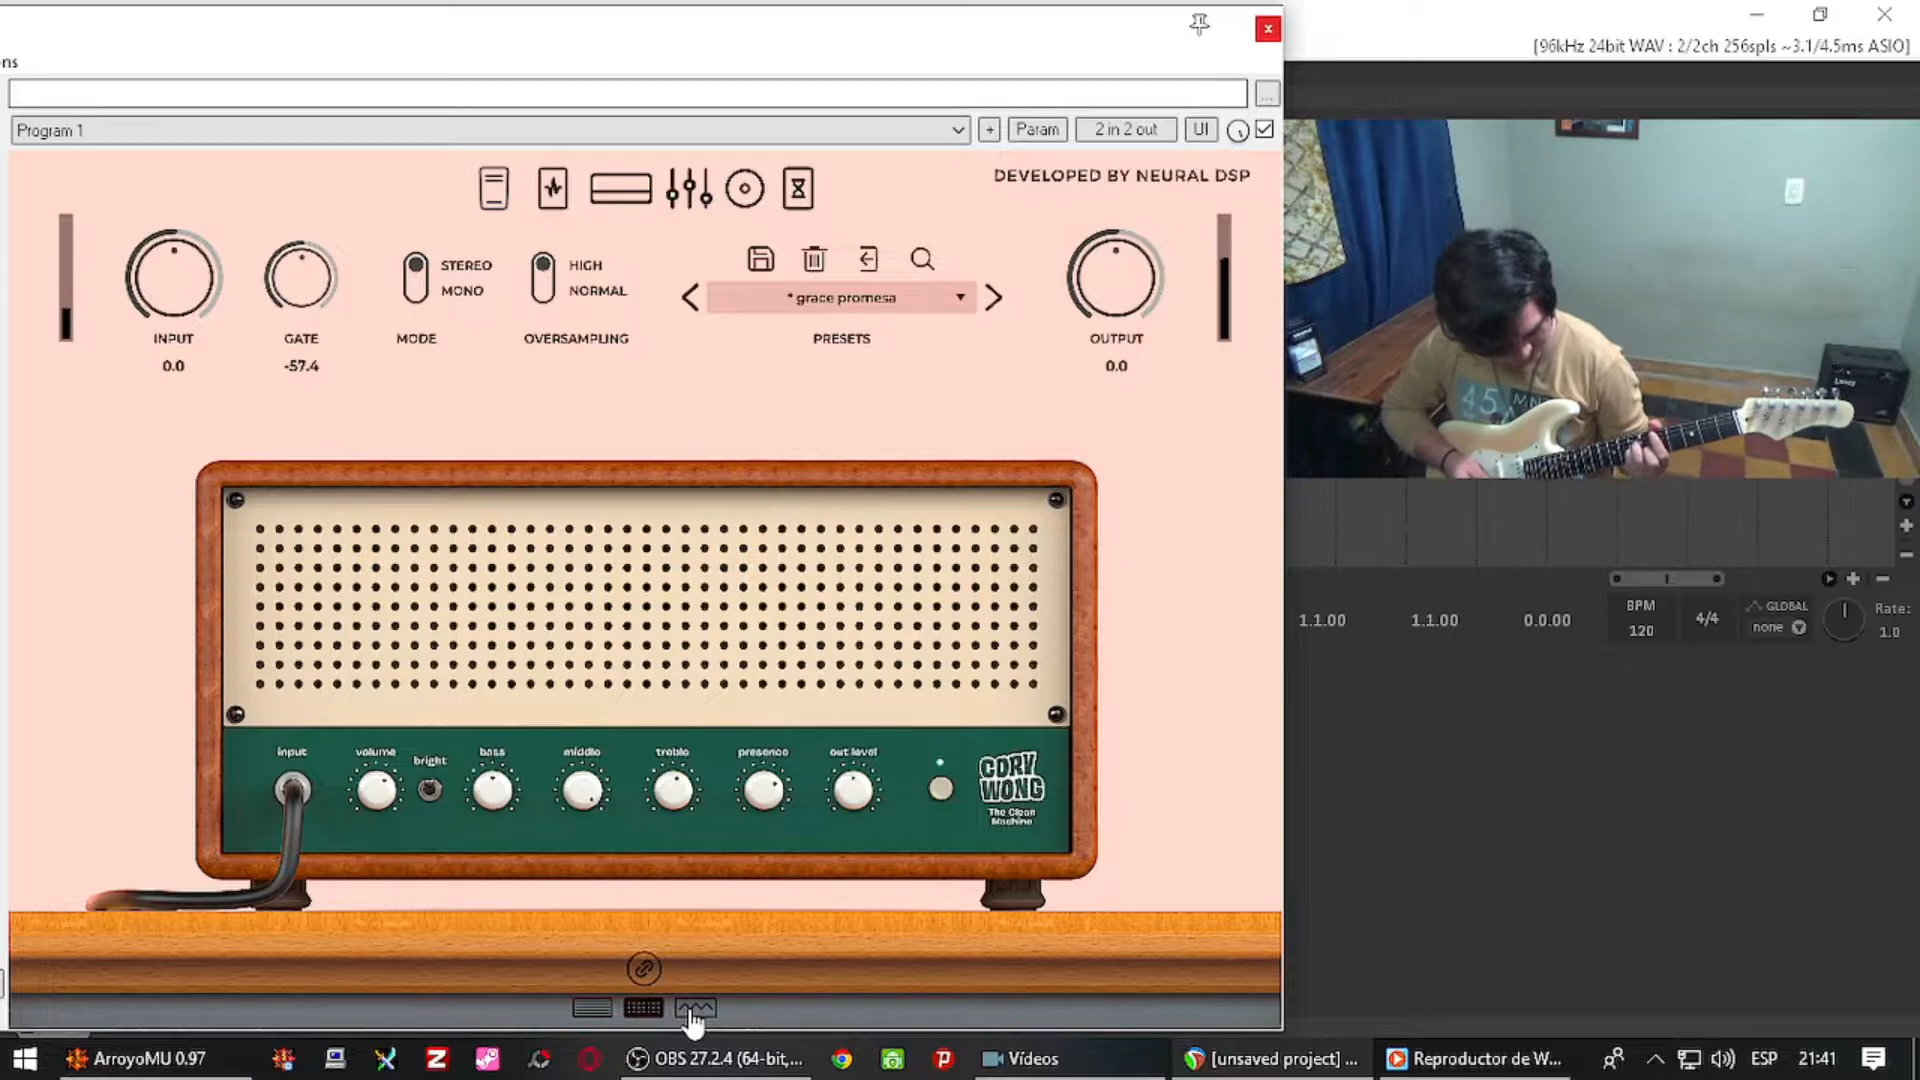 [96kHz 24bit WAV : 2/2ch 256spls ~3.1/4.5ms ASIO]
ns
...
Program 1
+
Param
2 in 2 out
UI
DEVELOPED BY NEURAL DSP
STEREO
MONO
HIGH
NORMAL
* grace promesa
INPUT
GATE
MODE
OVERSAMPLING
PRESETS
OUTPUT
0.0
-57.4
0.0
Laney
45
MN
input
volume
bright
bass
middle
treble
presence
out level
CORY
WONG
The Clean
Machine
1.1.00
1.1.00
0.0.00
BPM
120
4/4
GLOBAL
none
Rate:
1.0
ArroyoMU 0.97
OBS 27.2.4 (64-bit,...
Vídeos
[unsaved project] ...
Reproductor de W...
ESP
21:41